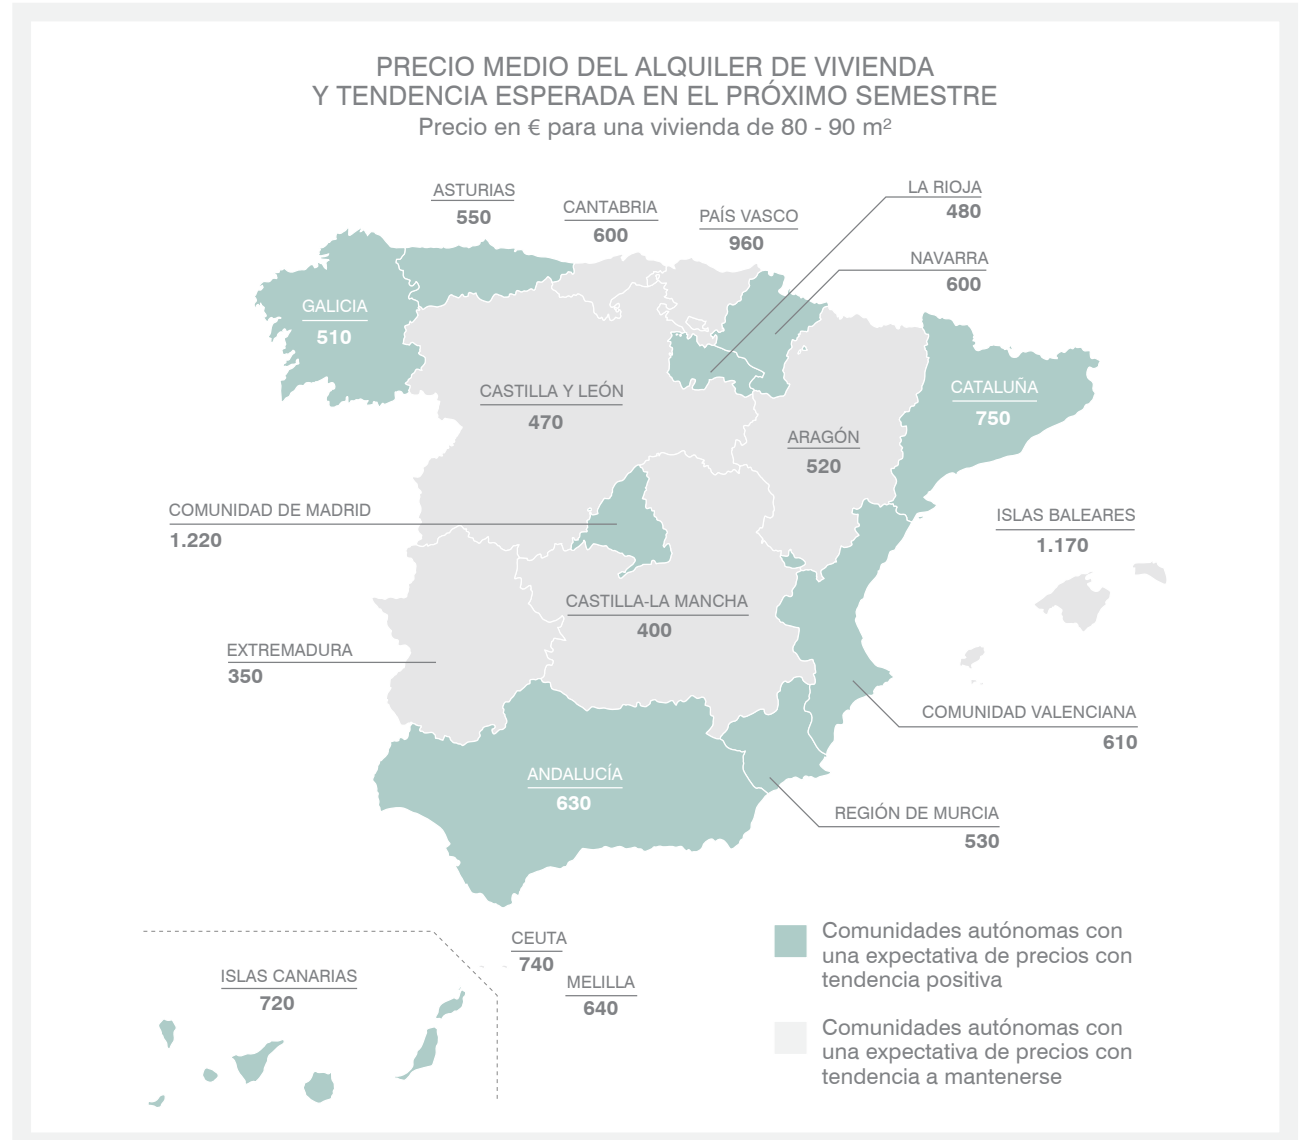 PRECIO MEDIO DEL ALQUILER DE VIVIENDA
Y TENDENCIA ESPERADA EN EL PRÓXIMO SEMESTRE
Precio en € para una vivienda de 80 - 90 m²
ASTURIAS
550
CANTABRIA
600
PAÍS VASCO
960
LA RIOJA
480
NAVARRA
600
GALICIA
510
CASTILLA Y LEÓN
470
ARAGÓN
520
CATALUÑA
750
COMUNIDAD DE MADRID
1.220
ISLAS BALEARES
1.170
CASTILLA-LA MANCHA
400
EXTREMADURA
350
COMUNIDAD VALENCIANA
610
ANDALUCÍA
630
REGIÓN DE MURCIA
530
CEUTA
740
MELILLA
640
ISLAS CANARIAS
720
Comunidades autónomas con
una expectativa de precios con
tendencia positiva
Comunidades autónomas con
una expectativa de precios con
tendencia a mantenerse